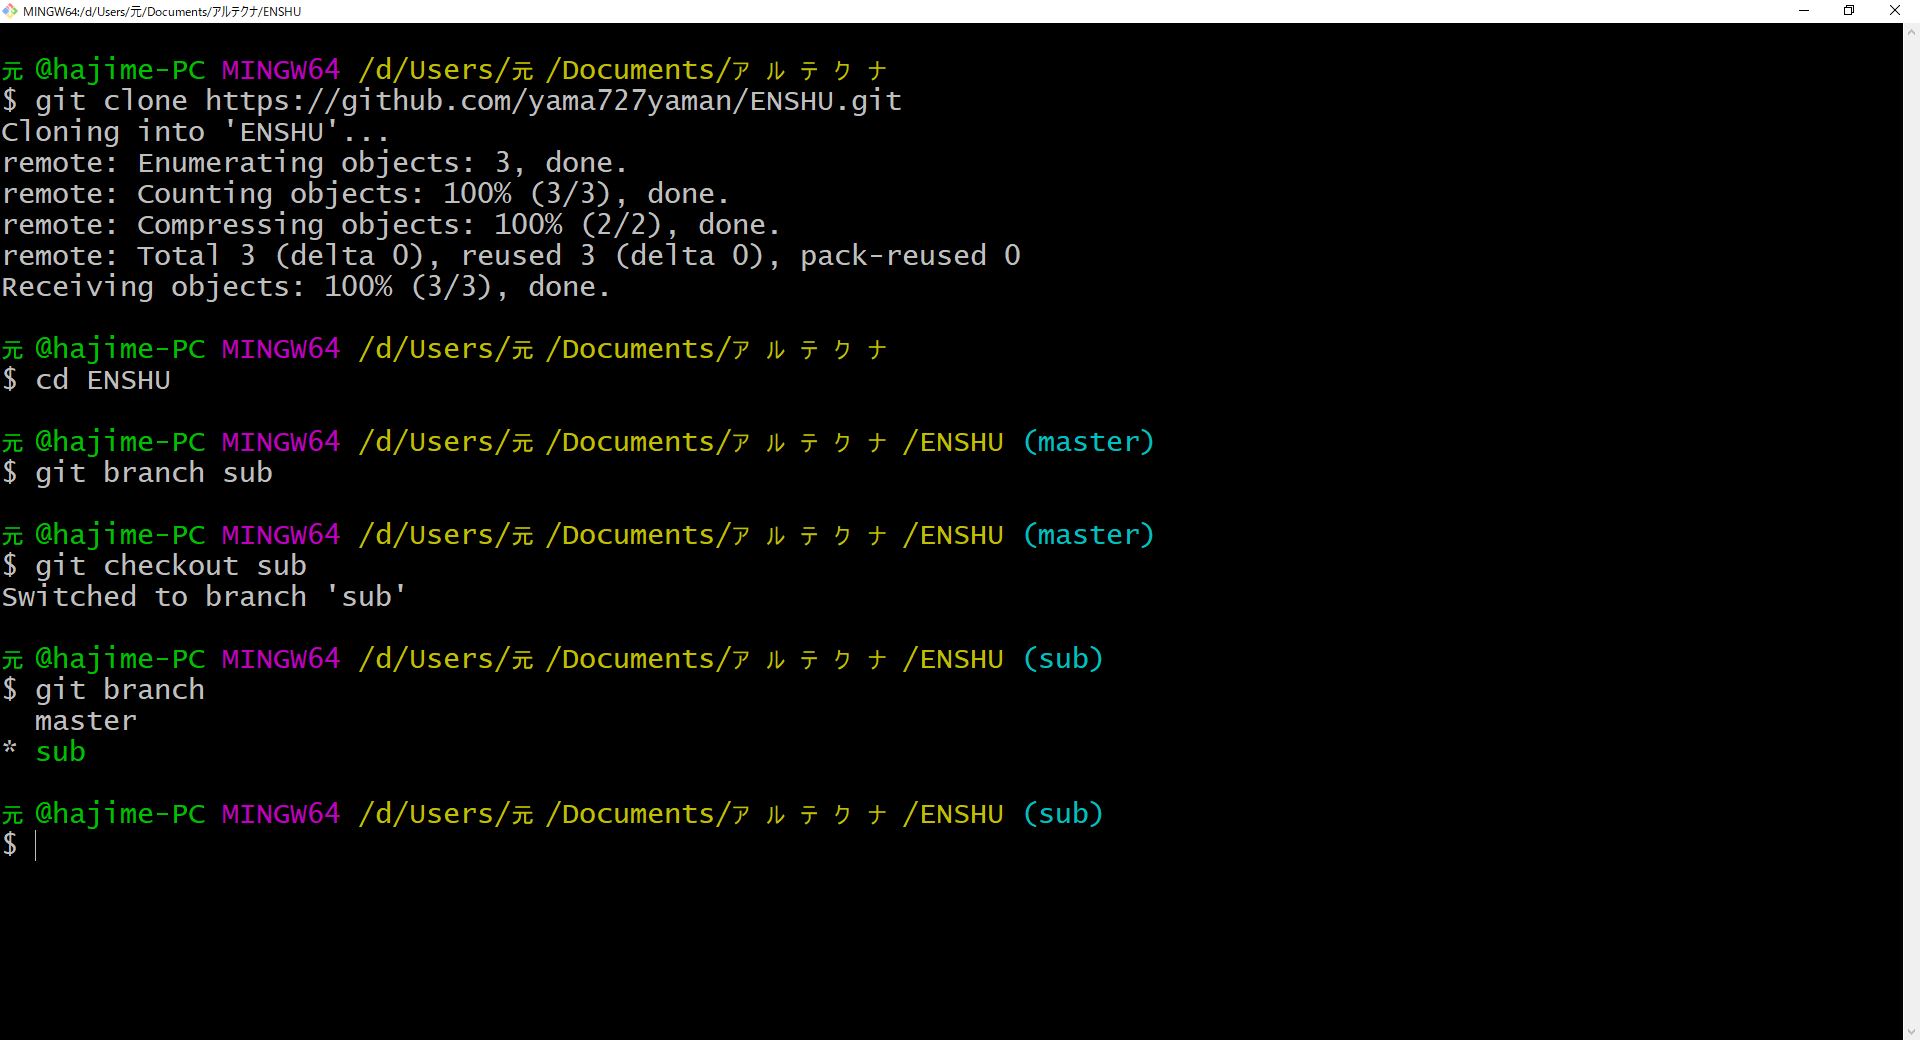 MINGW64:/d/Users/元/Documents/アルテクナ/ENSHU
元@hajime-PC MINGW64 /d/Users/元/Documents/アルテクナ
$ git clone https://github.com/yama727yaman/ENSHU.git
Cloning into 'ENSHU'...
remote: Enumerating objects: 3, done.
remote: Counting objects: 100% (3/3), done.
remote: Compressing objects: 100% (2/2), done.
remote: Total 3 (delta 0), reused 3 (delta 0), pack-reused 0
Receiving objects: 100% (3/3), done.
元@hajime-PC MINGW64 /d/Users/元/Documents/アルテクナ
$ cd ENSHU
元@hajime-PC MINGW64 /d/Users/元/Documents/アルテクナ/ENSHU (master)
$ git branch sub
元@hajime-PC MINGW64 /d/Users/元/Documents/アルテクナ/ENSHU (master)
$ git checkout sub
Switched to branch 'sub'
元@hajime-PC MINGW64 /d/Users/元/Documents/アルテクナ/ENSHU (sub)
$ git branch
  master
* sub
元@hajime-PC MINGW64 /d/Users/元/Documents/アルテクナ/ENSHU (sub)
$